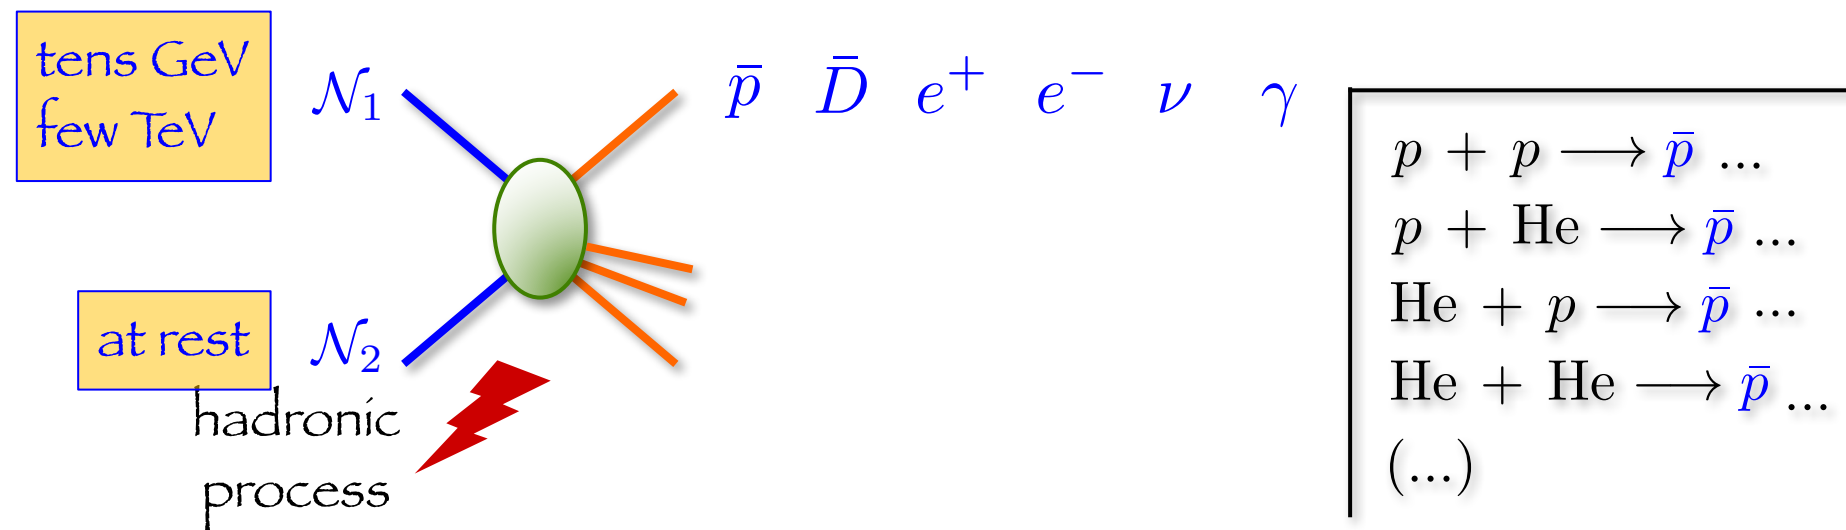 tens GeV
few TeV
𝒩₁
p̄ D̄ e⁺ e⁻ ν γ
at rest
𝒩₂
hadronic
process
p + p ⟶ p̄ ...
p + He ⟶ p̄ ...
He + p ⟶ p̄ ...
He + He ⟶ p̄ ...
(...)